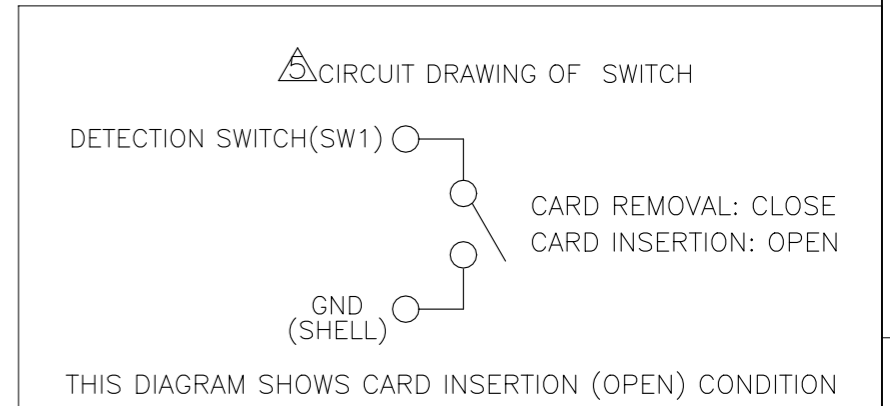 5 CIRCUIT DRAWING OF SWITCH
DETECTION SWITCH(SW1)
CARD REMOVAL: CLOSE
CARD INSERTION: OPEN
GND
(SHELL)
THIS DIAGRAM SHOWS CARD INSERTION (OPEN) CONDITION